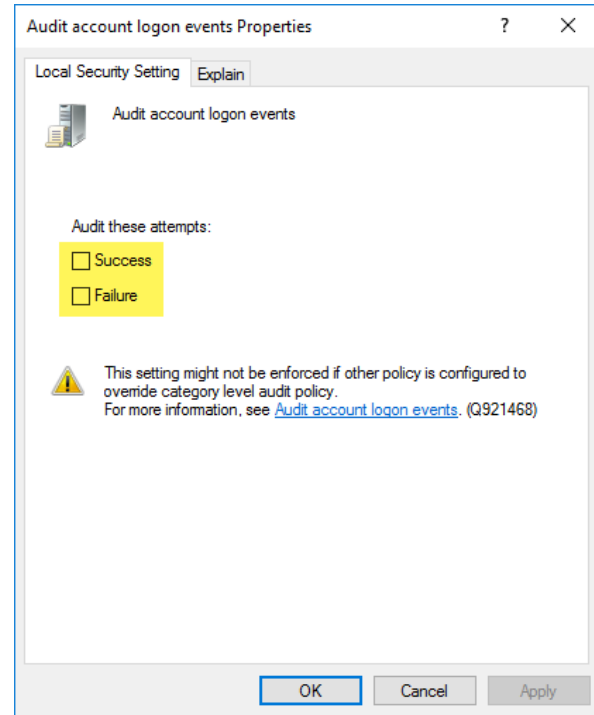 Audit account logon events Properties ?
Local Security Setting Explain
Audit account logon events
Audit these attempts:
Success
Failure
This setting might not be enforced if other policy is configured to
override category level audit policy.
For more information, see Audit account logon events. (Q921468)
OK Cancel Apply